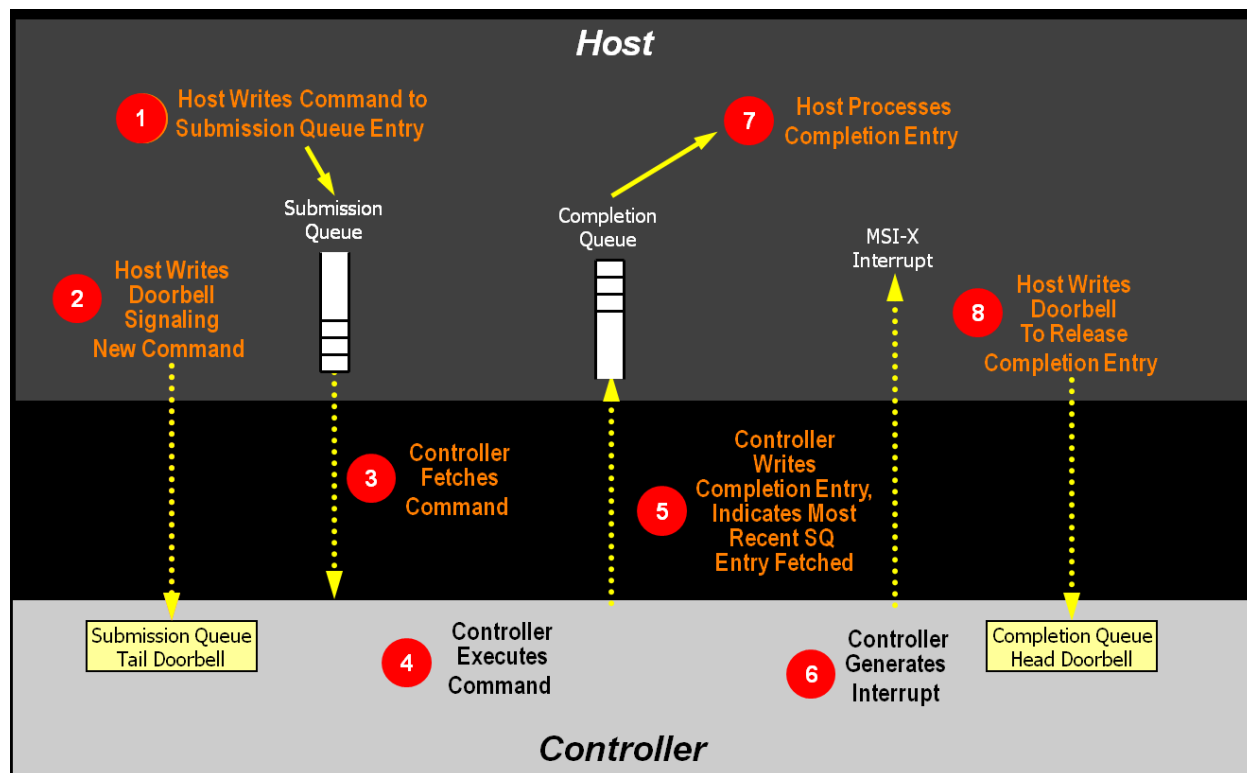 Host
1
Host Writes Command to
Submission Queue Entry
7
Host Processes
Completion Entry
Submission
Queue
Completion
Queue
MSI-X
Interrupt
2
Host Writes
Doorbell
Signaling
New Command
8
Host Writes
Doorbell
To Release
Completion Entry
3
Controller
Fetches
Command
5
Controller
Writes
Completion Entry,
Indicates Most
Recent SQ
Entry Fetched
Submission Queue
Tail Doorbell
4
Controller
Executes
Command
6
Controller
Generates
Interrupt
Completion Queue
Head Doorbell
Controller